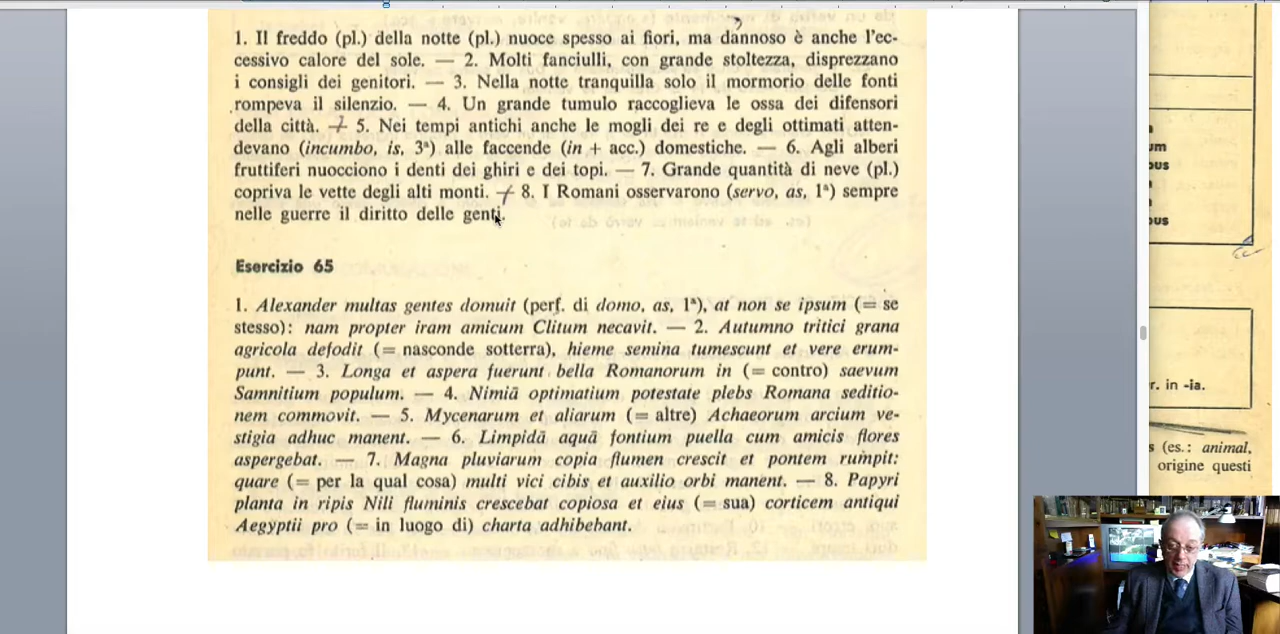 1. Il freddo (pl.) della notte (pl.) nuoce spesso ai fiori, ma dannoso è anche l'ec-
cessivo calore del sole. — 2. Molti fanciulli, con grande stoltezza, disprezzano
i consigli dei genitori. — 3. Nella notte tranquilla solo il mormorio delle fonti
rompeva il silenzio. — 4. Un grande tumulo raccoglieva le ossa dei difensori
della città. — 5. Nei tempi antichi anche le mogli dei re e degli ottimati atten-
devano (incumbo, is, 3ª) alle faccende (in + acc.) domestiche. — 6. Agli alberi
fruttiferi nuocciono i denti dei ghiri e dei topi. — 7. Grande quantità di neve (pl.)
copriva le vette degli alti monti. — 8. I Romani osservarono (servo, as, 1ª) sempre
nelle guerre il diritto delle genti.
Esercizio 65
1. Alexander multas gentes domuit (perf. di domo, as, 1ª), at non se ipsum (= se
stesso): nam propter iram amicum Clitum necavit. — 2. Autumno tritici grana
agricola defodit (= nasconde sotterra), hieme semina tumescunt et vere erum-
punt. — 3. Longa et aspera fuerunt bella Romanorum in (= contro) saevum
Samnitium populum. — 4. Nimiā optimatium potestate plebs Romana seditio-
nem commovit. — 5. Mycenarum et aliarum (= altre) Achaeorum arcium ve-
stigia adhuc manent. — 6. Limpidā aquā fontium puella cum amicis flores
aspergebat. — 7. Magna pluviarum copia flumen crescit et pontem rumpit:
quare (= per la qual cosa) multi vici cibis et auxilio orbi manent. — 8. Papyri
planta in ripis Nili fluminis crescebat copiosa et eius (= sua) corticem antiqui
Aegyptii pro (= in luogo di) charta adhibebant.
um
ous
ous
r. in -ia.
s (es.: animal,
origine questi